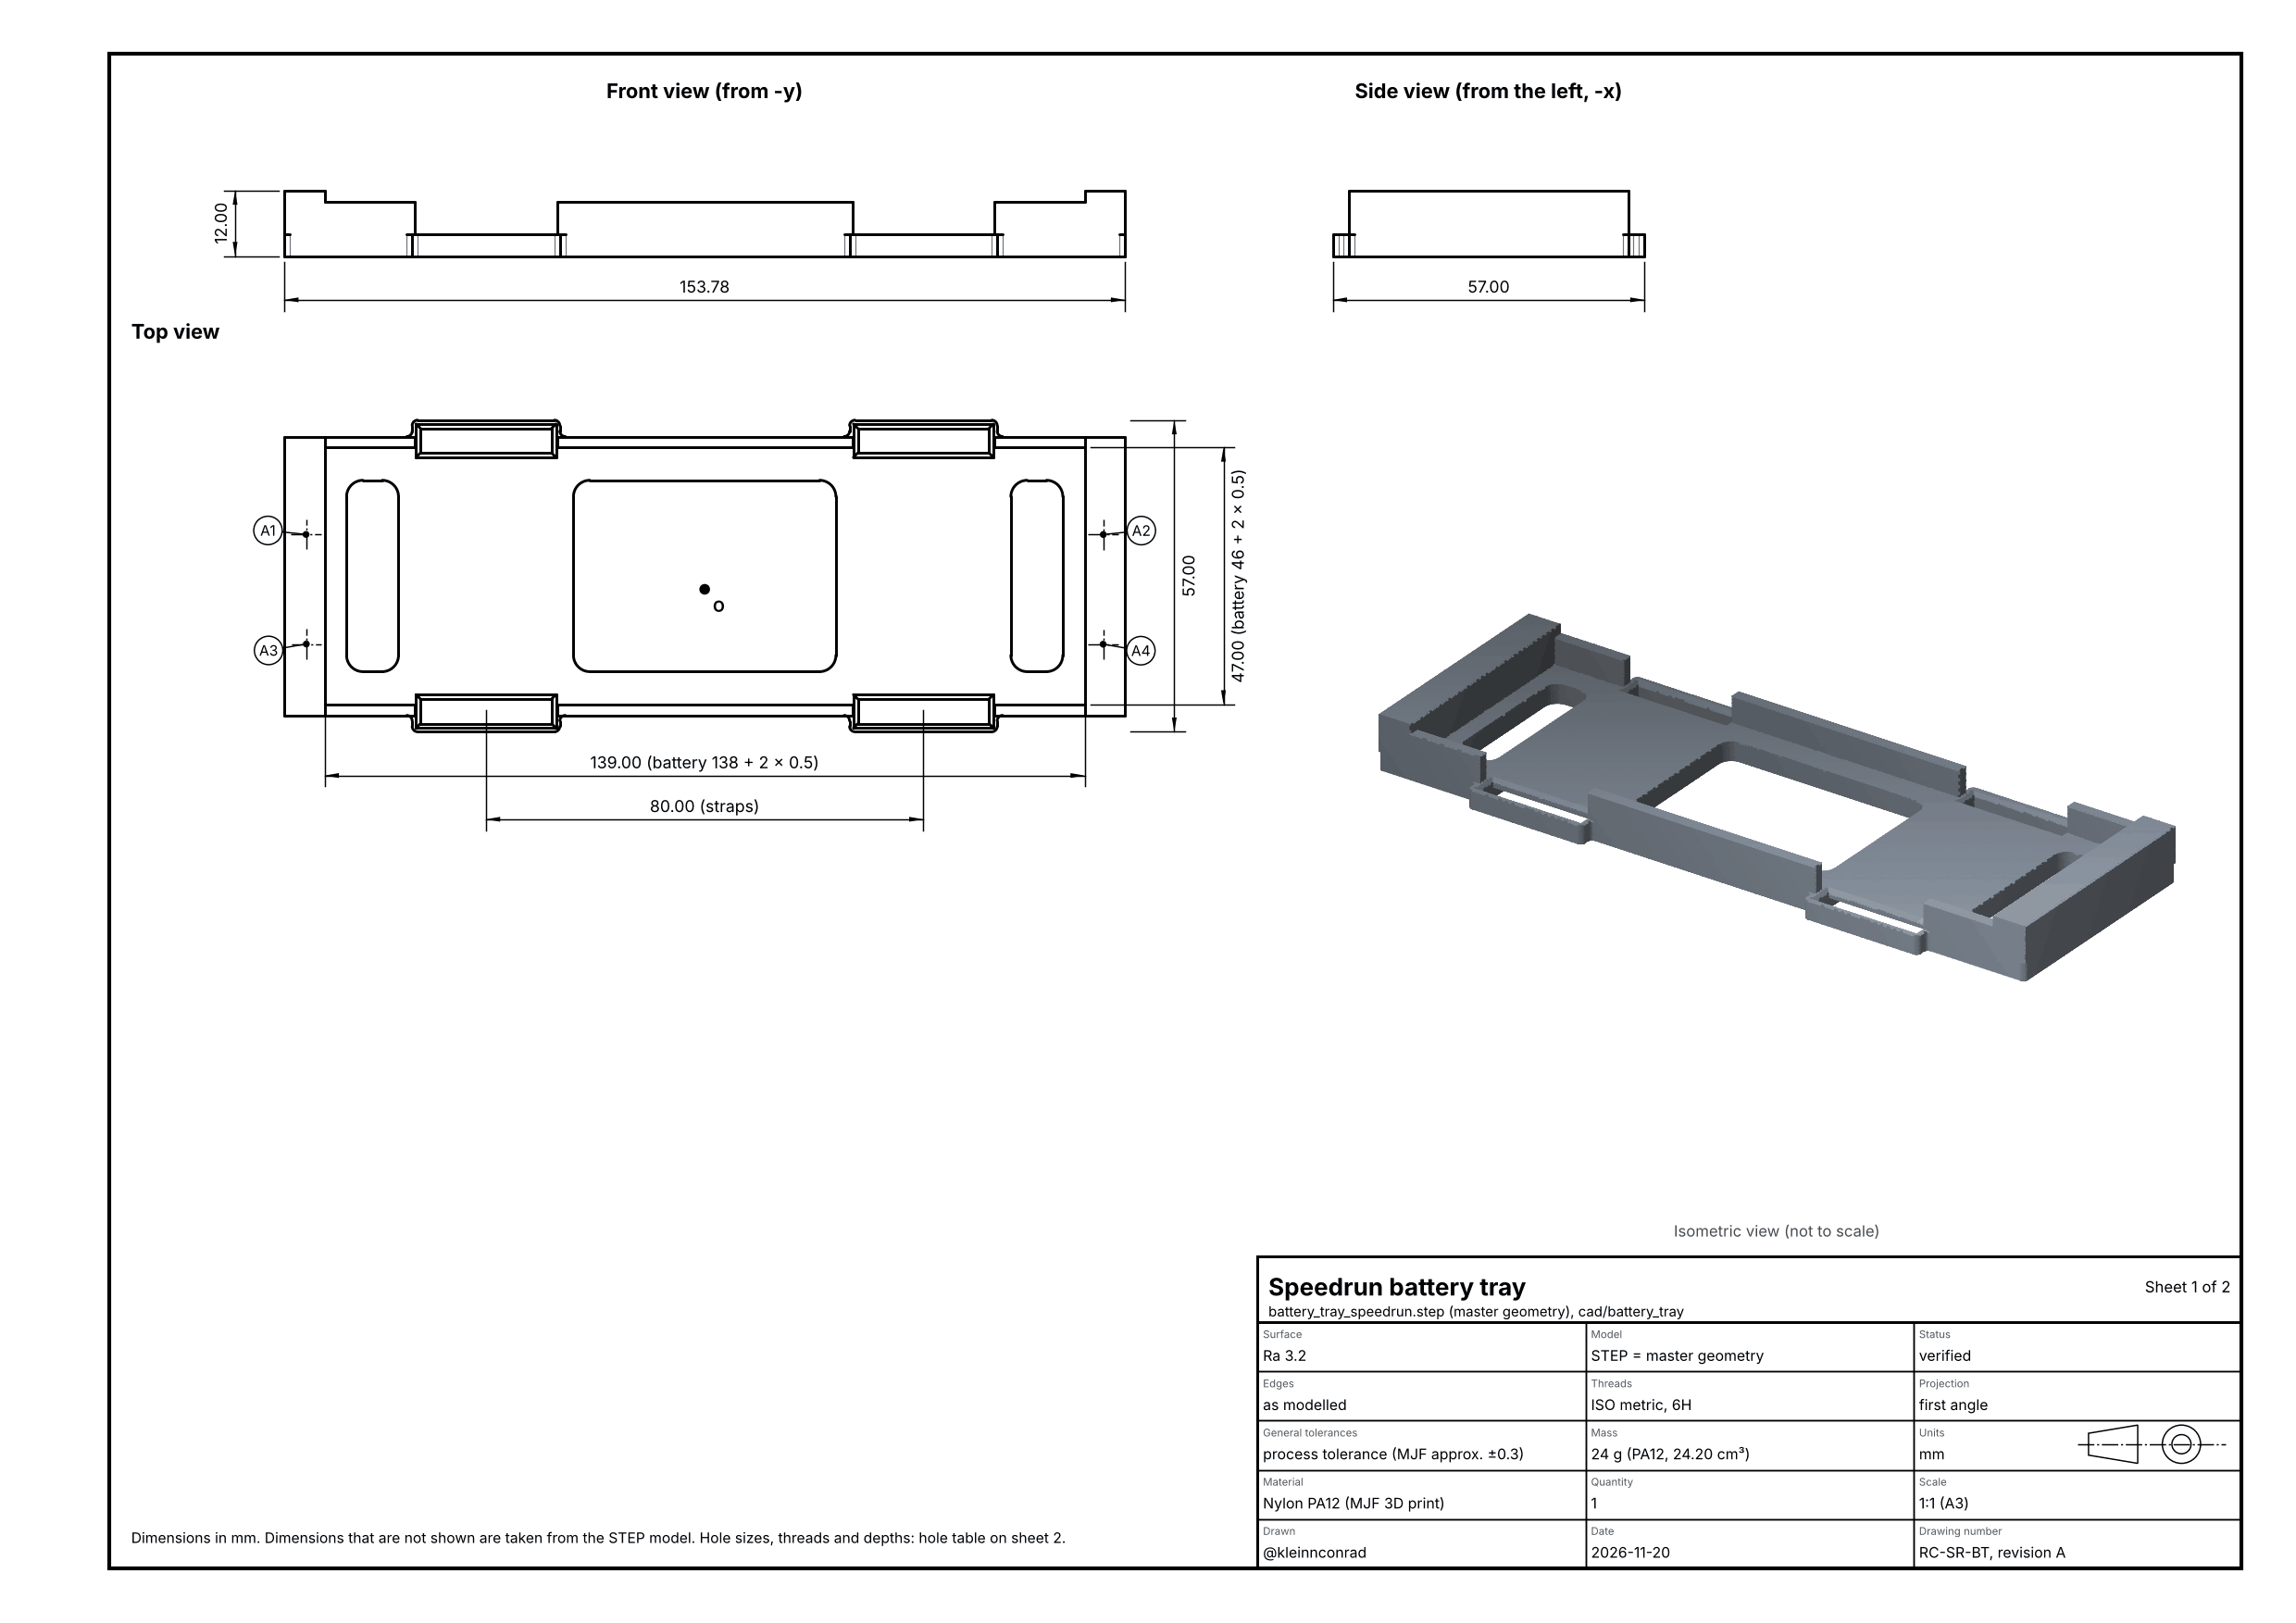 Front view (from -y)
Side view (from the left, -x)
12.00
153.78
57.00
Top view
A1
A2
A3
A4
O
57.00
47.00 (battery 46 + 2 × 0.5)
139.00 (battery 138 + 2 × 0.5)
80.00 (straps)
Isometric view (not to scale)
Speedrun battery tray
Sheet 1 of 2
battery_tray_speedrun.step (master geometry), cad/battery_tray
Surface
Model
Status
Ra 3.2
STEP = master geometry
verified
Edges
Threads
Projection
as modelled
ISO metric, 6H
first angle
General tolerances
Mass
Units
process tolerance (MJF approx. ±0.3)
24 g (PA12, 24.20 cm³)
mm
Material
Quantity
Scale
Nylon PA12 (MJF 3D print)
1
1:1 (A3)
Drawn
Date
Drawing number
@kleinnconrad
2026-11-20
RC-SR-BT, revision A
Dimensions in mm. Dimensions that are not shown are taken from the STEP model. Hole sizes, threads and depths: hole table on sheet 2.